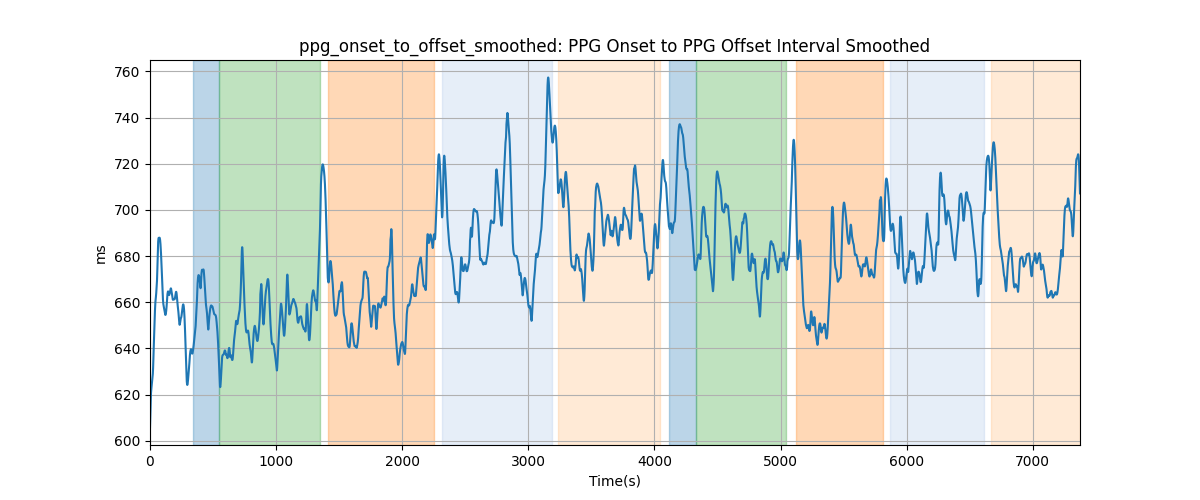 ppg_onset_to_offset_smoothed: PPG Onset to PPG Offset Interval Smoothed
760
740
720
700
680
660
640
620
600
ms
0 1000 2000 3000 4000 5000 6000 7000
Time(s)